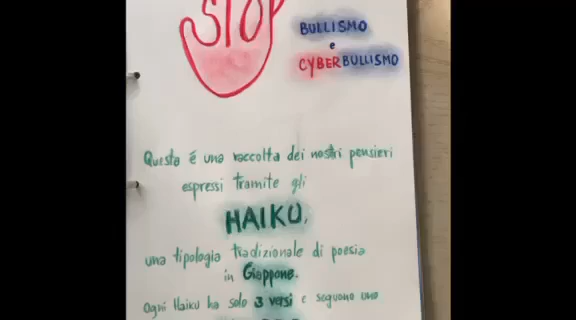 STOP
BULLISMO
e
CYBERBULLISMO
Questa é una raccolta dei nostri pensieri
espressi tramite gli
HAIKU,
una tipologia tradizionale di poesia
in Giappone.
Ogni Haiku ha solo 3 versi e seguono uno